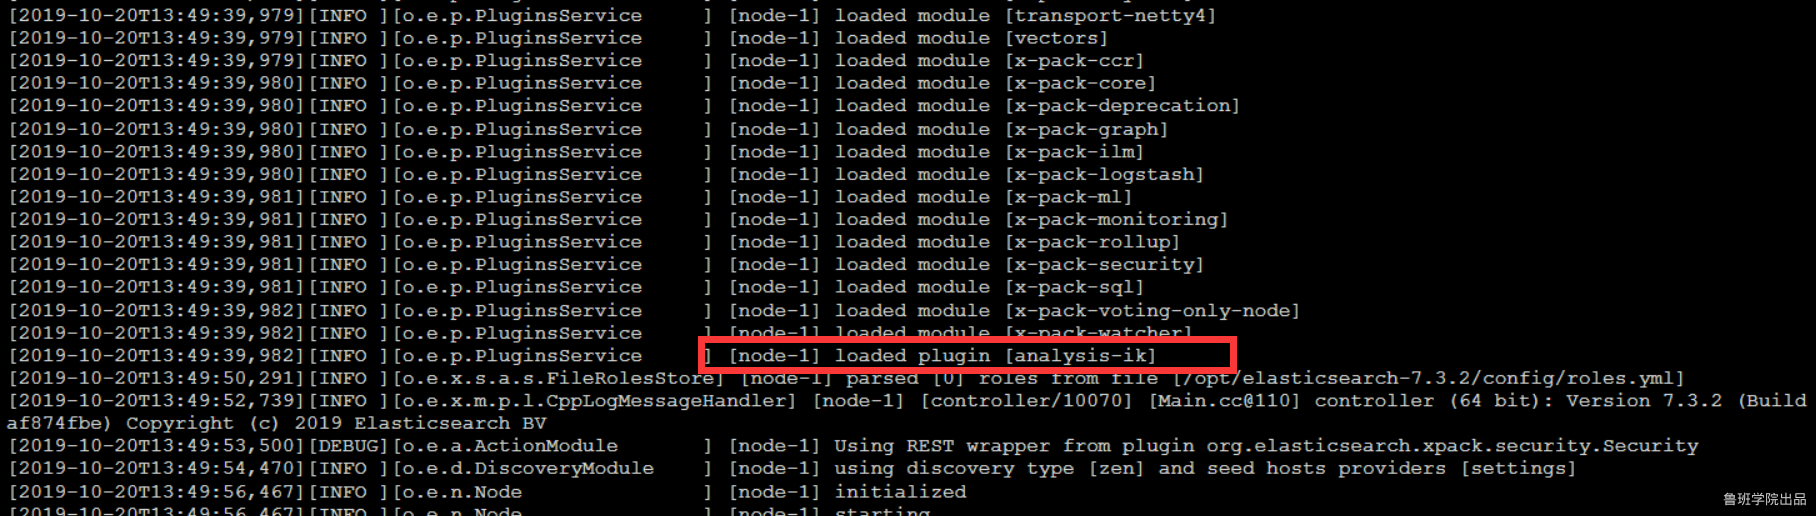 [2019-10-20T13:49:39,979][INFO ][o.e.p.PluginsService     ] [node-1] loaded module [transport-netty4]
[2019-10-20T13:49:39,979][INFO ][o.e.p.PluginsService     ] [node-1] loaded module [vectors]
[2019-10-20T13:49:39,979][INFO ][o.e.p.PluginsService     ] [node-1] loaded module [x-pack-ccr]
[2019-10-20T13:49:39,980][INFO ][o.e.p.PluginsService     ] [node-1] loaded module [x-pack-core]
[2019-10-20T13:49:39,980][INFO ][o.e.p.PluginsService     ] [node-1] loaded module [x-pack-deprecation]
[2019-10-20T13:49:39,980][INFO ][o.e.p.PluginsService     ] [node-1] loaded module [x-pack-graph]
[2019-10-20T13:49:39,980][INFO ][o.e.p.PluginsService     ] [node-1] loaded module [x-pack-ilm]
[2019-10-20T13:49:39,980][INFO ][o.e.p.PluginsService     ] [node-1] loaded module [x-pack-logstash]
[2019-10-20T13:49:39,981][INFO ][o.e.p.PluginsService     ] [node-1] loaded module [x-pack-ml]
[2019-10-20T13:49:39,981][INFO ][o.e.p.PluginsService     ] [node-1] loaded module [x-pack-monitoring]
[2019-10-20T13:49:39,981][INFO ][o.e.p.PluginsService     ] [node-1] loaded module [x-pack-rollup]
[2019-10-20T13:49:39,981][INFO ][o.e.p.PluginsService     ] [node-1] loaded module [x-pack-security]
[2019-10-20T13:49:39,981][INFO ][o.e.p.PluginsService     ] [node-1] loaded module [x-pack-sql]
[2019-10-20T13:49:39,982][INFO ][o.e.p.PluginsService     ] [node-1] loaded module [x-pack-voting-only-node]
[2019-10-20T13:49:39,982][INFO ][o.e.p.PluginsService     ] [node-1] loaded module [x-pack-watcher]
[2019-10-20T13:49:39,982][INFO ][o.e.p.PluginsService     ] [node-1] loaded plugin [analysis-ik]
[2019-10-20T13:49:50,291][INFO ][o.e.x.s.a.s.FileRolesStore] [node-1] parsed [0] roles from file [/opt/elasticsearch-7.3.2/config/roles.yml]
[2019-10-20T13:49:52,739][INFO ][o.e.x.m.p.l.CppLogMessageHandler] [node-1] [controller/10070] [Main.cc@110] controller (64 bit): Version 7.3.2 (Build
af874fbe) Copyright (c) 2019 Elasticsearch BV
[2019-10-20T13:49:53,500][DEBUG][o.e.a.ActionModule       ] [node-1] Using REST wrapper from plugin org.elasticsearch.xpack.security.Security
[2019-10-20T13:49:54,470][INFO ][o.e.d.DiscoveryModule    ] [node-1] using discovery type [zen] and seed hosts providers [settings]
[2019-10-20T13:49:56,467][INFO ][o.e.n.Node               ] [node-1] initialized
[2019-10-20T13:49:56,467][INFO ][o.e.n.Node               ] [node-1] starting
鲁班学院出品